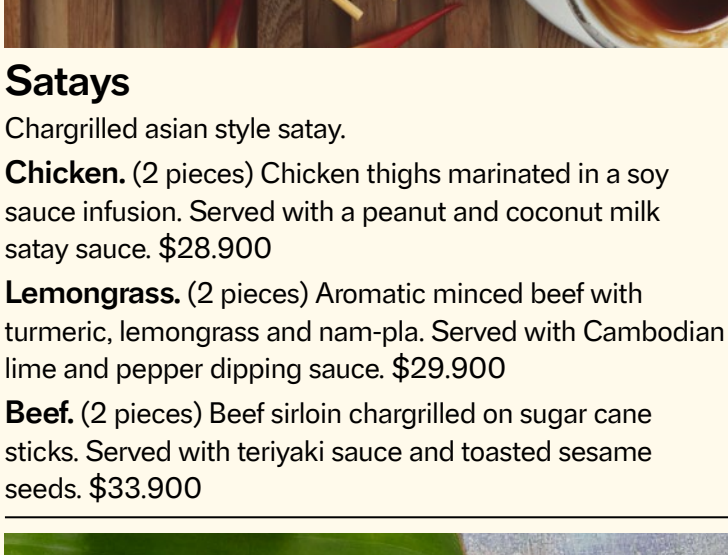 Satays
Chargrilled asian style satay.
Chicken. (2 pieces) Chicken thighs marinated in a soy
sauce infusion. Served with a peanut and coconut milk
satay sauce. $28.900
Lemongrass. (2 pieces) Aromatic minced beef with
turmeric, lemongrass and nam-pla. Served with Cambodian
lime and pepper dipping sauce. $29.900
Beef. (2 pieces) Beef sirloin chargrilled on sugar cane
sticks. Served with teriyaki sauce and toasted sesame
seeds. $33.900